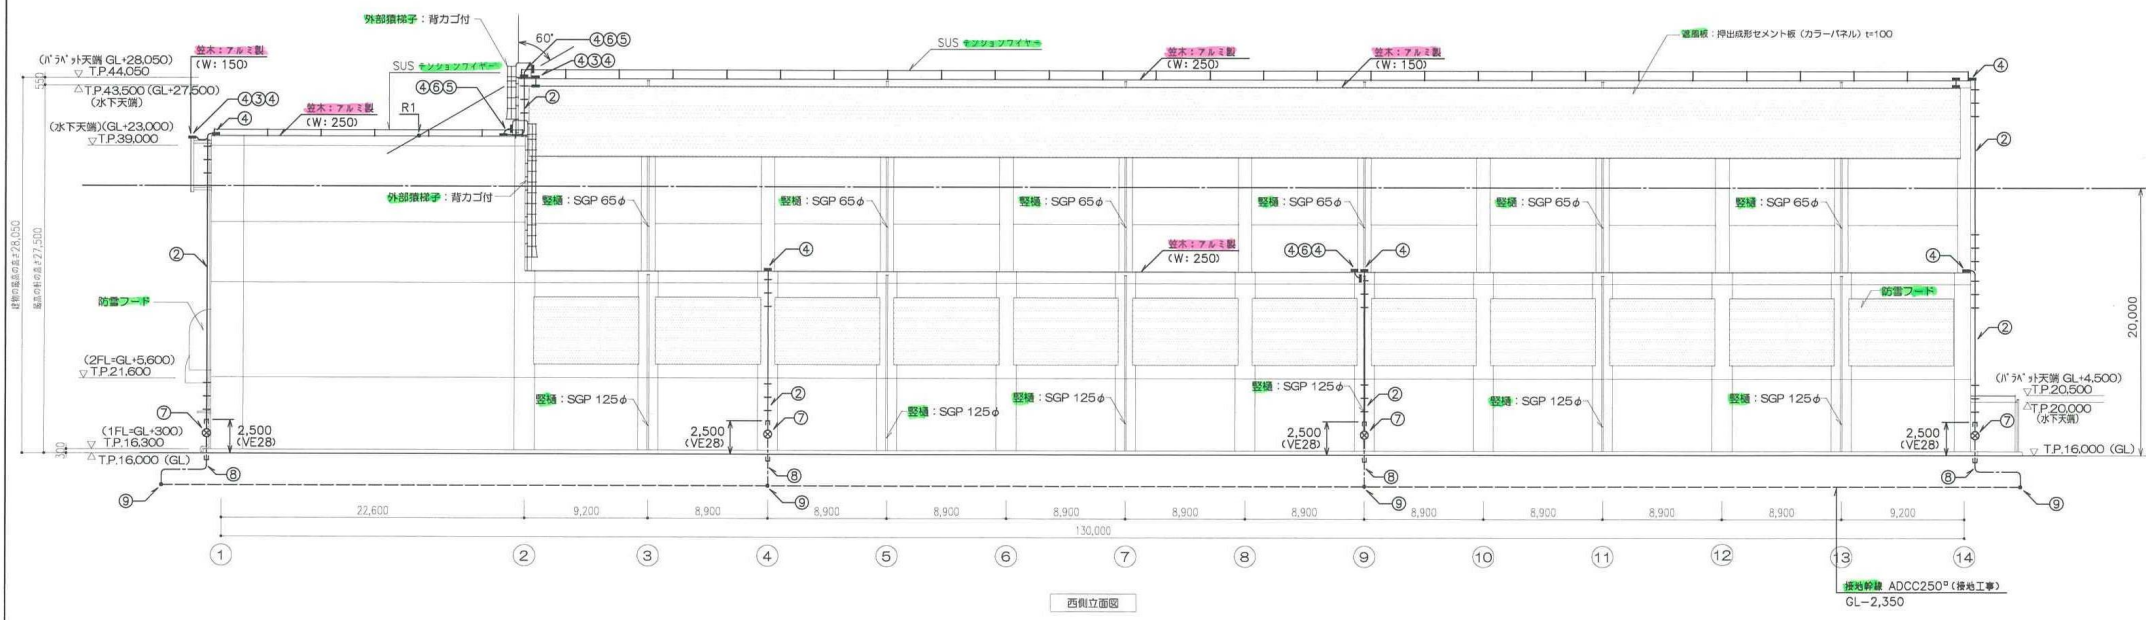 外部猿梯子：背カゴ付
60°
④⑥⑤
④③④
SUS テンションワイヤー
笠木：アルミ製
(W: 250)
笠木：アルミ製
(W: 150)
遮風板：押出成形セメント板（カラーパネル）t=100
④
(パラペット天端 GL+28,050)
T.P.44,050
T.P.43,500 (GL+27,500)
(水下天端)
笠木：アルミ製
(W: 150)
SUS テンションワイヤー
④⑥⑤
②
550
④③④
④
笠木：アルミ製
(W: 250)
R1
(水下天端)(GL+23,000)
T.P.39,000
②
外部猿梯子：背カゴ付
竪樋：SGP 65φ
竪樋：SGP 65φ
竪樋：SGP 65φ
竪樋：SGP 65φ
竪樋：SGP 65φ
竪樋：SGP 65φ
建物の最高の高さ28,050
最高の軒の高さ27,500
②
④
笠木：アルミ製
(W: 250)
④⑥④
④
④
防雪フード
防雪フード
②
20,000
(2FL=GL+5,600)
T.P.21,600
竪樋：SGP 125φ
②
竪樋：SGP 125φ
竪樋：SGP 125φ
竪樋：SGP 125φ
②
竪樋：SGP 125φ
竪樋：SGP 125φ
(パラペット天端 GL+4,500)
T.P.20,500
T.P.20,000
(水下天端)
⑦
2,500
(VE28)
2,500
(VE28)
⑦
2,500
(VE28)
⑦
2,500
(VE28)
⑦
(1FL=GL+300)
T.P.16,300
300
T.P.16,000 (GL)
T.P.16,000 (GL)
⑧
⑧
⑧
⑧
⑨
⑨
⑨
⑨
22,600
9,200
8,900
8,900
8,900
8,900
8,900
8,900
8,900
8,900
8,900
8,900
9,200
130,000
① ② ③ ④ ⑤ ⑥ ⑦ ⑧ ⑨ ⑩ ⑪ ⑫ ⑬ ⑭
接地幹線 ADCC250□（接地工事）
GL−2,350
西側立面図